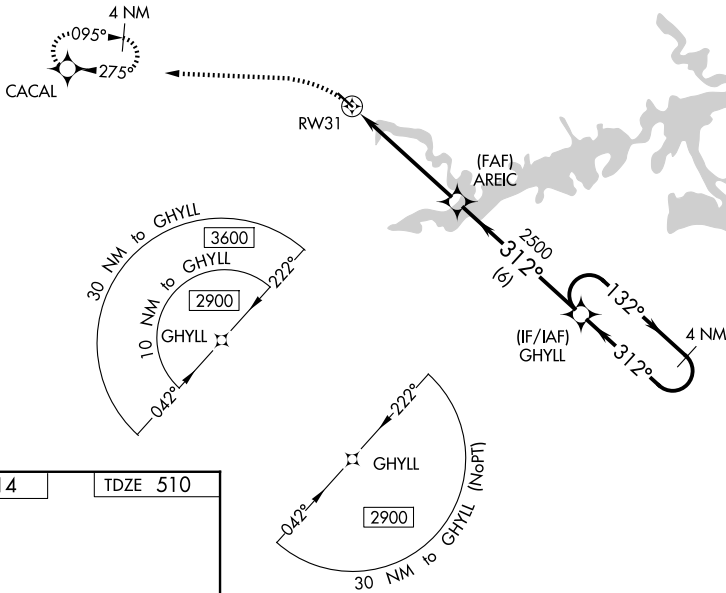 4 NM
095°
275°
CACAL
RW31
(FAF)
AREIC
2500
312°
(6)
132°
4 NM
312°
(IF/IAF)
GHYLL
30 NM to GHYLL
3600
10 NM to GHYLL
2900
222°
GHYLL
042°
222°
GHYLL
042°
2900
30 NM to GHYLL (NoPT)
TDZE 510